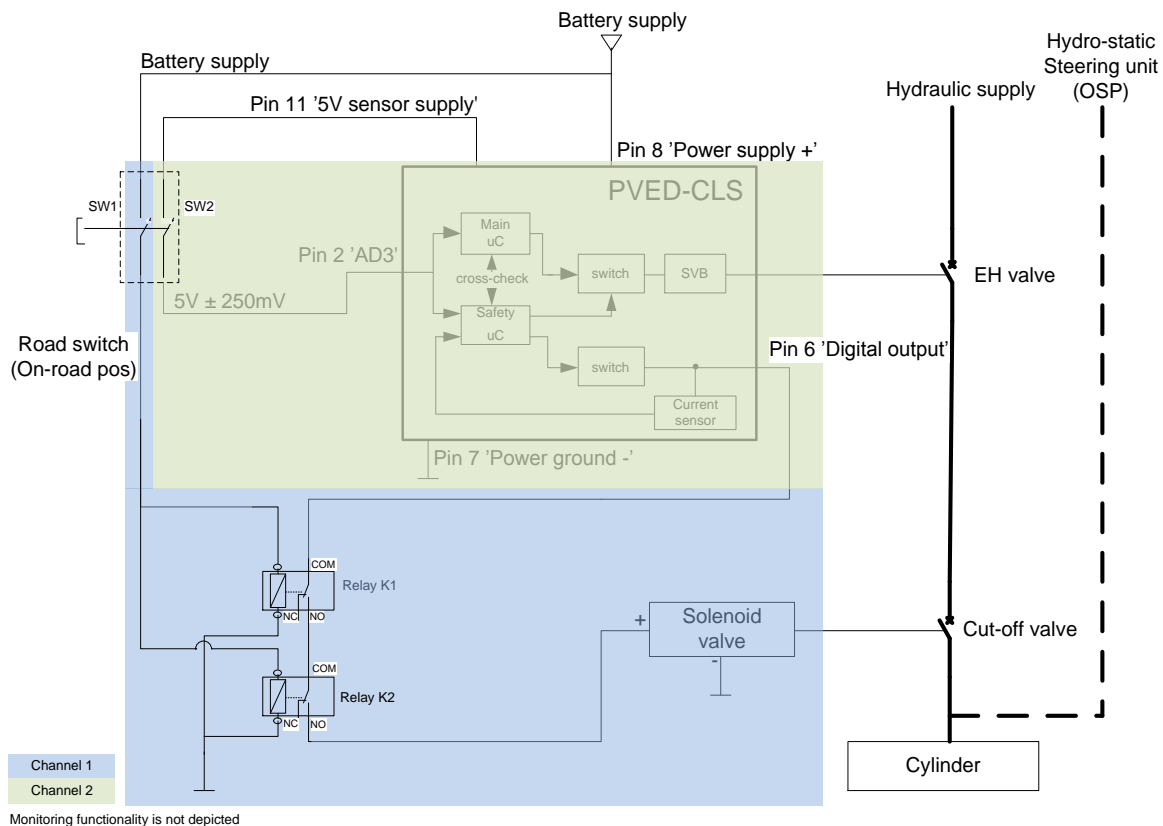 Battery supply
Hydro-static
Steering unit
(OSP)
Battery supply
Hydraulic supply
Pin 11 '5V sensor supply'
Pin 8 'Power supply +'
PVED-CLS
SW1
SW2
Main
uC
Pin 2 'AD3'
cross-check
switch
SVB
EH valve
5V ± 250mV
Safety
uC
Road switch
(On-road pos)
Pin 6 'Digital output'
switch
Current
sensor
Pin 7 'Power ground -'
COM
Relay K1
NC
NO
+
Solenoid
valve
-
Cut-off valve
COM
Relay K2
NC
NO
Cylinder
Channel 1
Channel 2
Monitoring functionality is not depicted